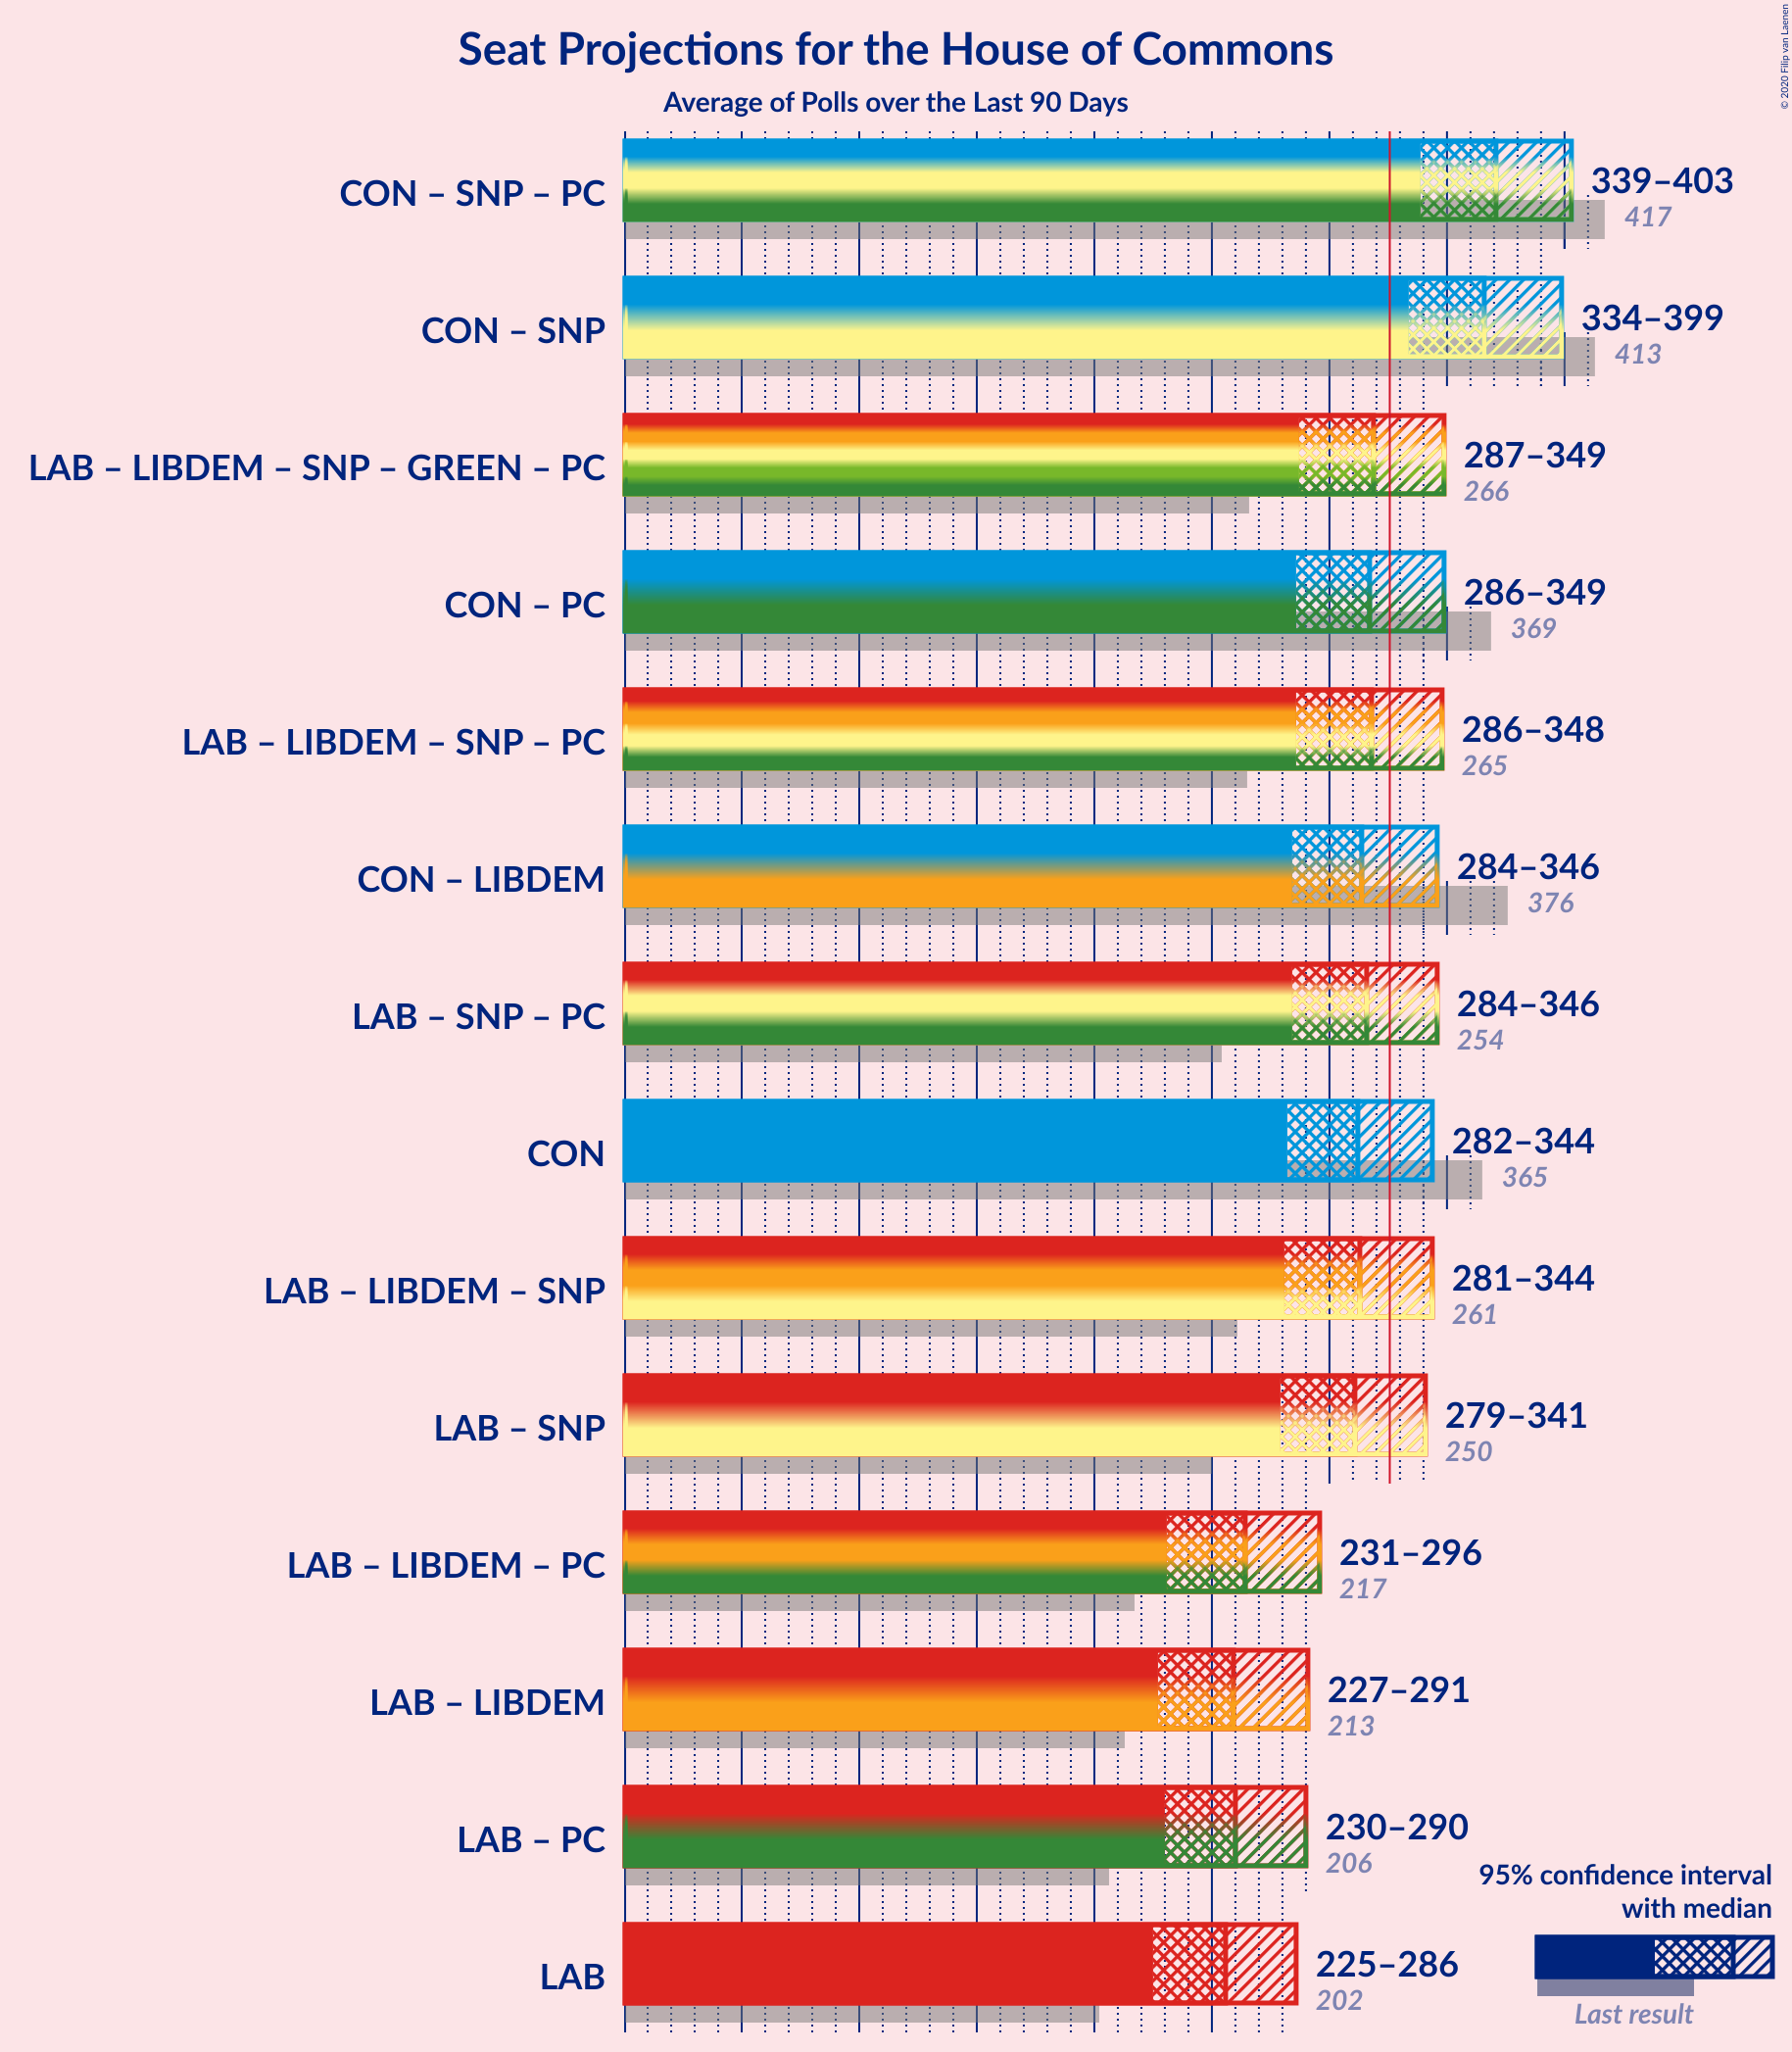 © 2020 Filip van Laenen
Seat Projections for the House of Commons
Average of Polls over the Last 90 Days
CON – SNP – PC
339–403
417
CON – SNP
334–399
413
LAB – LIBDEM – SNP – GREEN – PC
287–349
266
CON – PC
286–349
369
LAB – LIBDEM – SNP – PC
286–348
265
CON – LIBDEM
284–346
376
LAB – SNP – PC
284–346
254
CON
282–344
365
LAB – LIBDEM – SNP
281–344
261
LAB – SNP
279–341
250
LAB – LIBDEM – PC
231–296
217
LAB – LIBDEM
227–291
213
LAB – PC
230–290
206
LAB
225–286
202
95% confidence interval
with median
Last result